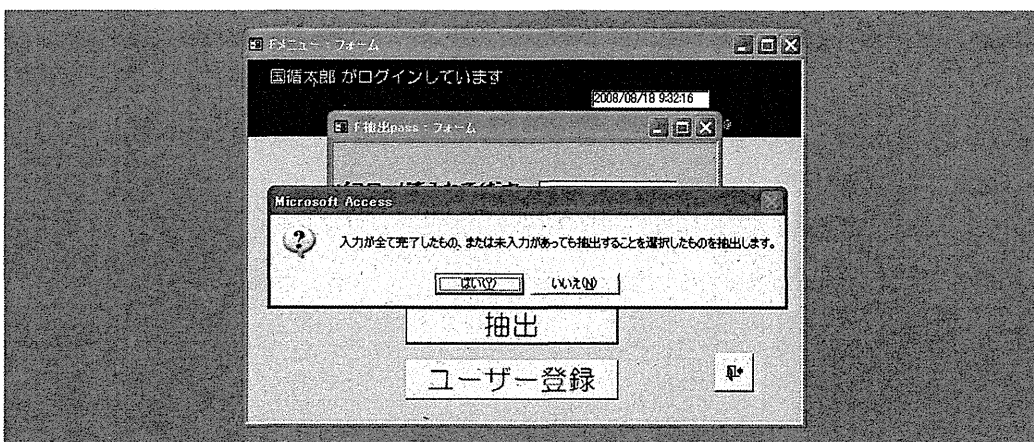 Fメニュー : フォーム
国循太郎 がログインしています
2008/08/18 9:32:16
F抽出pass : フォーム
Microsoft Access
入力が全て完了したもの、または未入力があっても抽出することを選択したものを抽出します。
はい(Y)
いいえ(N)
抽出
ユーザー登録